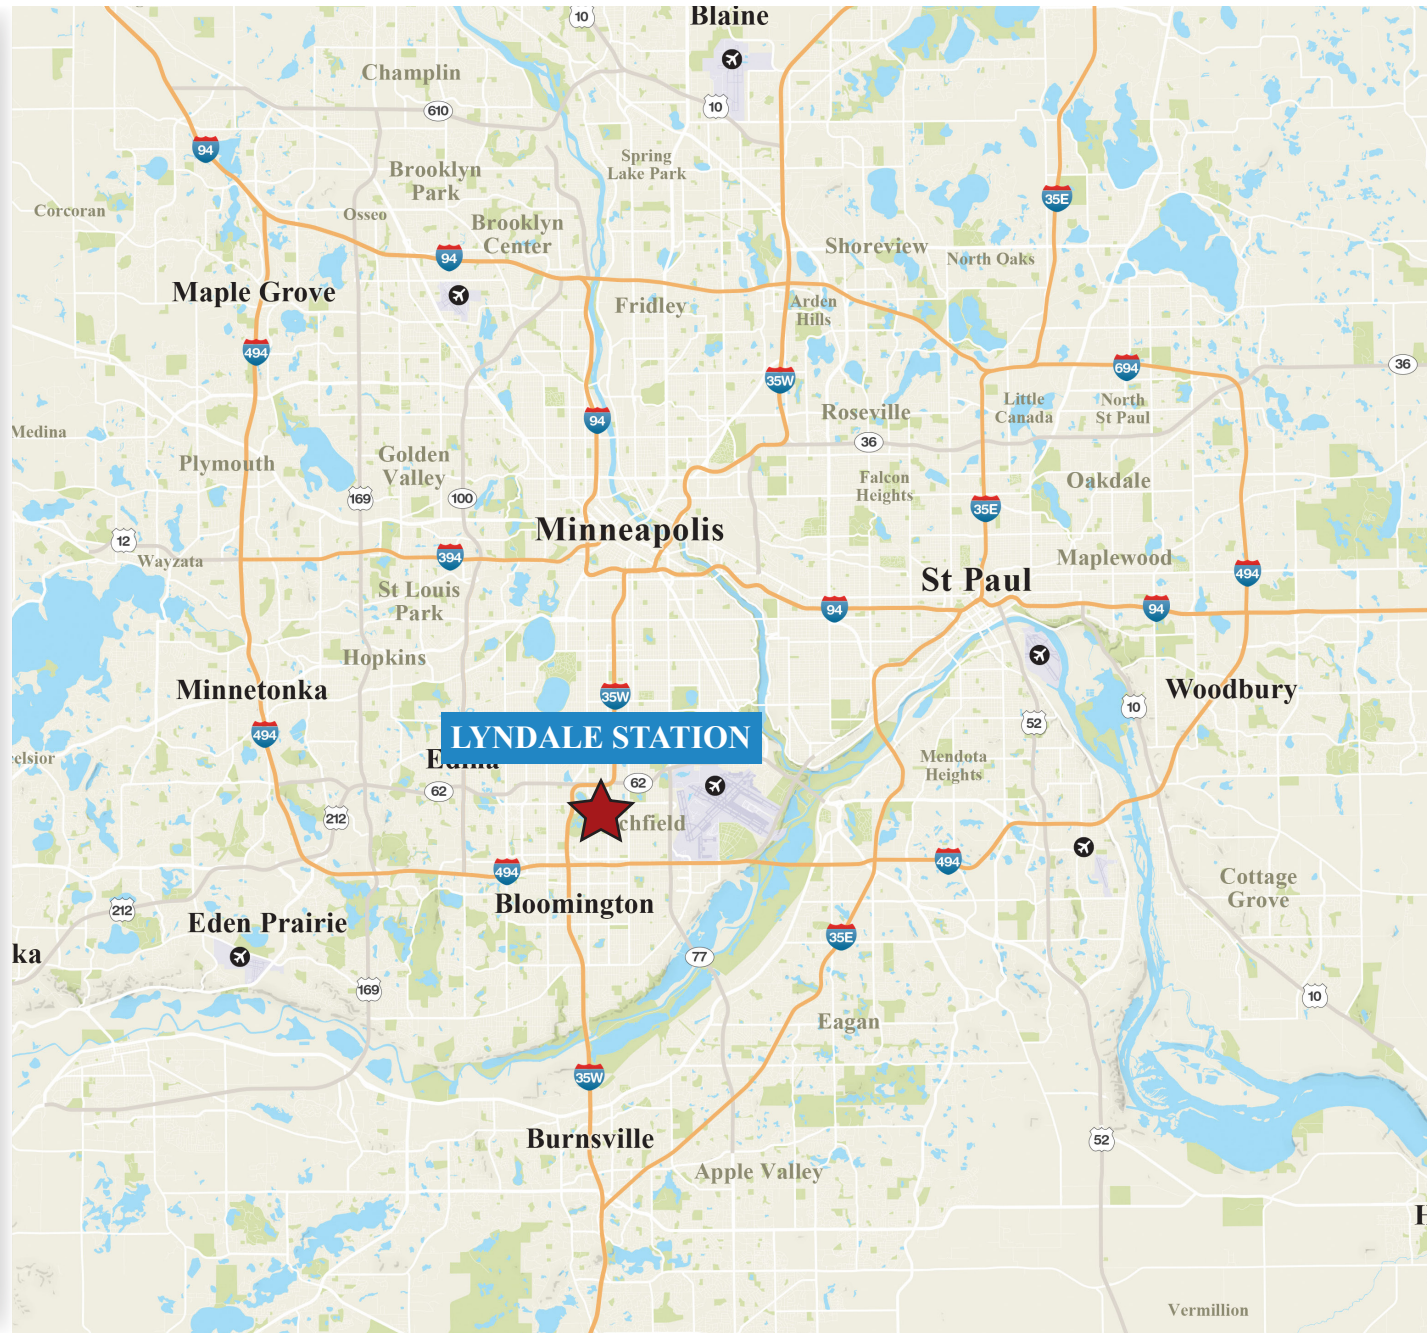 10
Blaine
Champlin
610
10
94
Spring
Lake Park
Brooklyn
Park
35E
Corcoran
Osseo
Brooklyn
Center
94
Shoreview
North Oaks
Maple Grove
Fridley
Arden
Hills
494
35W
694
36
Little
Canada
North
St Paul
94
Roseville
36
Medina
Plymouth
Golden
Valley
169
100
Falcon
Heights
Oakdale
35E
12
Wayzata
Minneapolis
394
Maplewood
494
St Paul
St Louis
Park
94
94
Hopkins
Minnetonka
35W
Woodbury
10
52
494
LYNDALE STATION
elsior
Mendota
Heights
62
62
212
chfield
494
494
Cottage
Grove
212
Bloomington
Eden Prairie
35E
ka
77
169
10
Eagan
35W
Burnsville
52
Apple Valley
H
Vermillion